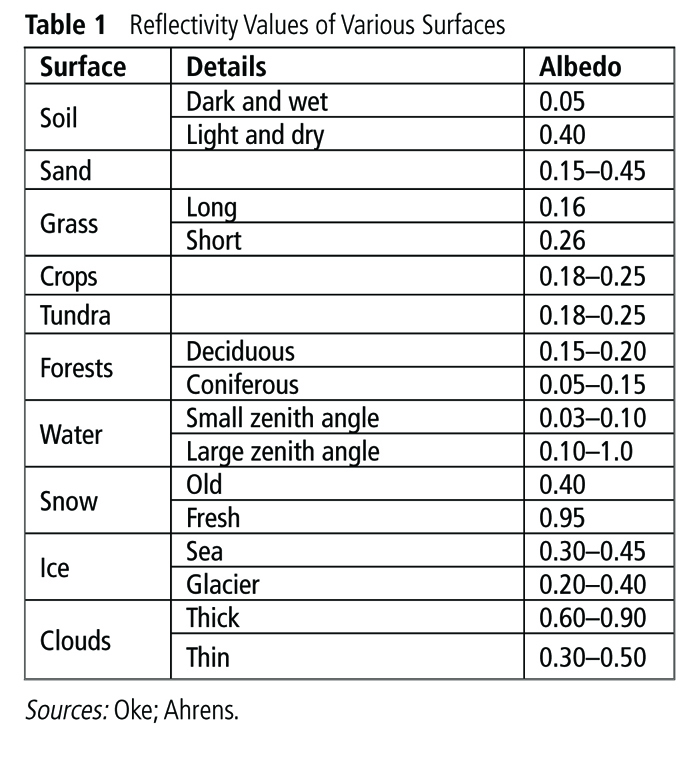 Table 1 Reflectivity Values of Various Surfaces
Surface Details Albedo
Soil Dark and wet 0.05
Light and dry 0.40
Sand 0.15–0.45
Grass Long 0.16
Short 0.26
Crops 0.18–0.25
Tundra 0.18–0.25
Forests Deciduous 0.15–0.20
Coniferous 0.05–0.15
Water Small zenith angle 0.03–0.10
Large zenith angle 0.10–1.0
Snow Old 0.40
Fresh 0.95
Ice Sea 0.30–0.45
Glacier 0.20–0.40
Clouds Thick 0.60–0.90
Thin 0.30–0.50
Sources: Oke; Ahrens.